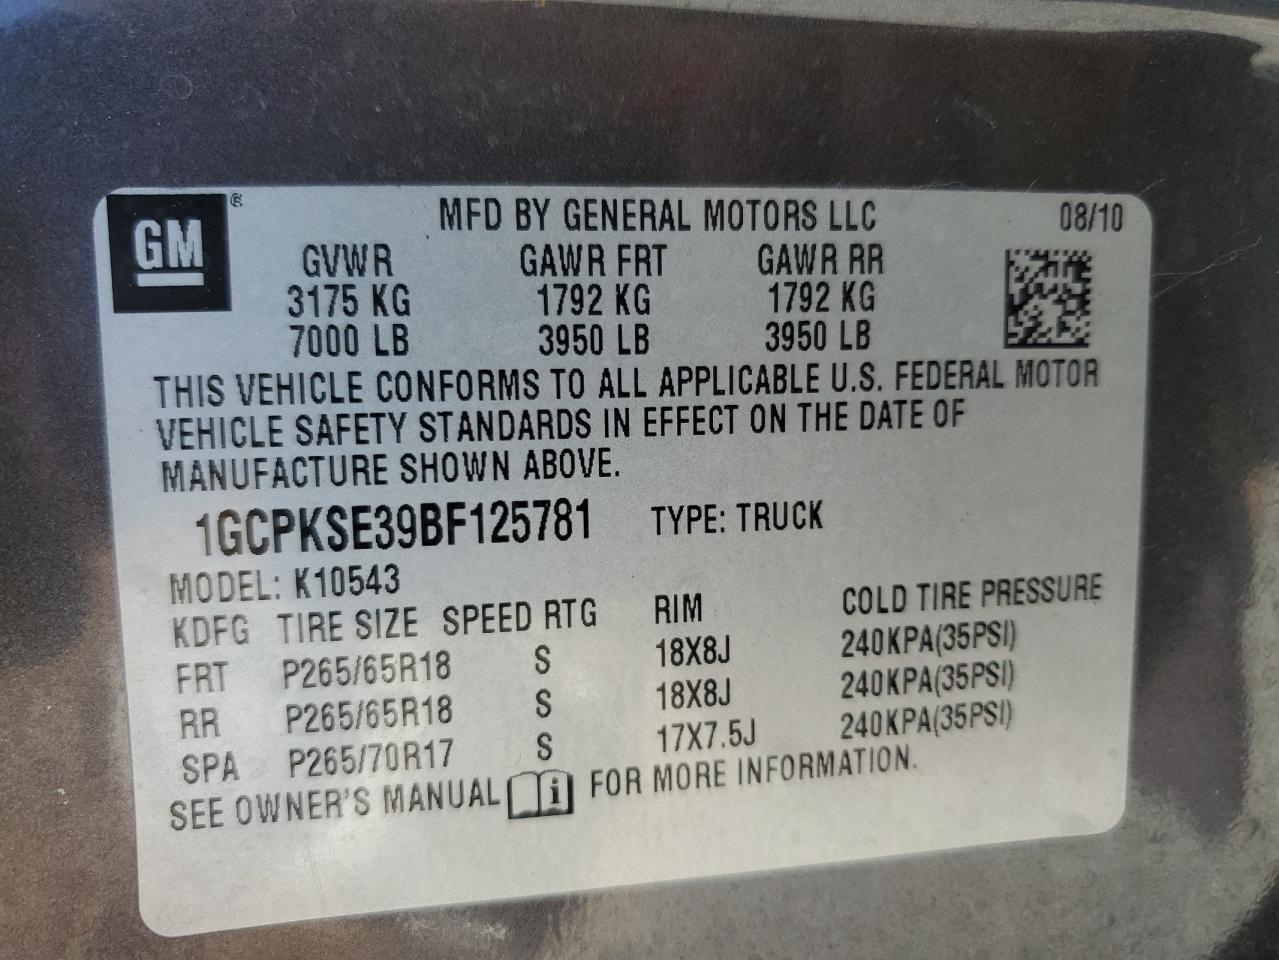 GM ®
MFD BY GENERAL MOTORS LLC 08/10
GVWR GAWR FRT GAWR RR
3175 KG 1792 KG 1792 KG
7000 LB 3950 LB 3950 LB
THIS VEHICLE CONFORMS TO ALL APPLICABLE U.S. FEDERAL MOTOR
VEHICLE SAFETY STANDARDS IN EFFECT ON THE DATE OF
MANUFACTURE SHOWN ABOVE.
1GCPKSE39BF125781 TYPE: TRUCK
MODEL: K10543
KDFG TIRE SIZE SPEED RTG RIM COLD TIRE PRESSURE
FRT P265/65R18 S 18X8J 240KPA(35PSI)
RR P265/65R18 S 18X8J 240KPA(35PSI)
SPA P265/70R17 S 17X7.5J 240KPA(35PSI)
SEE OWNER'S MANUAL i FOR MORE INFORMATION.